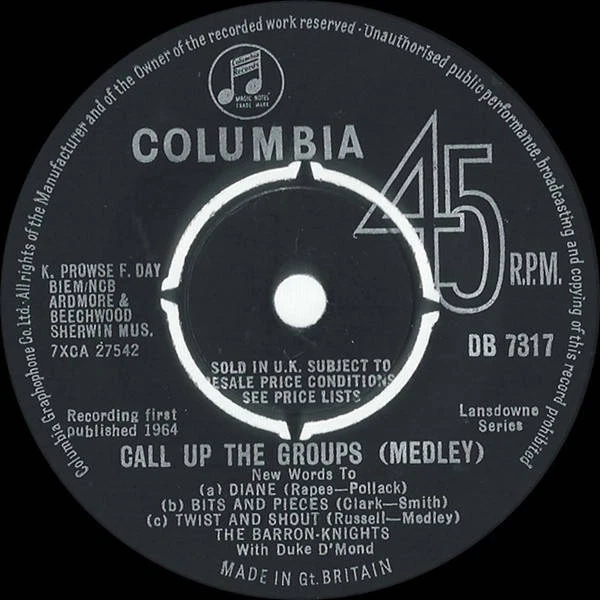 Columbia Graphophone Co. Ltd. All rights of the Manufacturer and of the Owner of the recorded work reserved · Unauthorised public performance, broadcasting and copying of this record prohibited
Columbia
Records
MAGIC NOTES
TRADE MARK
COLUMBIA
45
R.P.M.
K. PROWSE F. DAY
BIEM/NCB
ARDMORE &
BEECHWOOD
SHERWIN MUS.
7XCA 27542
DB 7317
SOLD IN U.K. SUBJECT TO
RESALE PRICE CONDITIONS
SEE PRICE LISTS
Recording first
published 1964
Lansdowne
Series
CALL UP THE GROUPS (MEDLEY)
New Words To
(a) DIANE (Rapee—Pollack)
(b) BITS AND PIECES (Clark—Smith)
(c) TWIST AND SHOUT (Russell—Medley)
THE BARRON-KNIGHTS
With Duke D'Mond
MADE IN Gt. BRITAIN